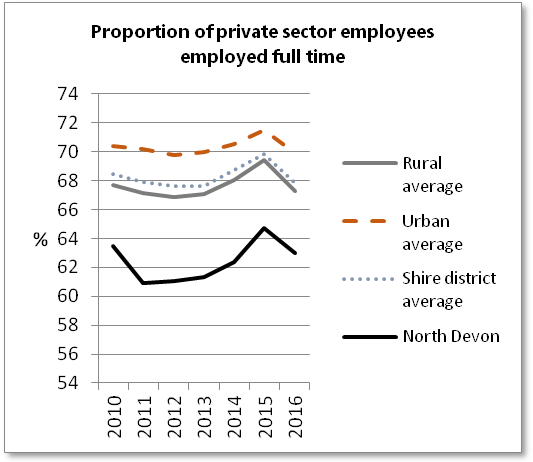 Proportion of private sector employees
employed full time
74
72
70
68
66
64
62
60
58
56
54
%
2010
2011
2012
2013
2014
2015
2016
Rural
average
Urban
average
Shire district
average
North Devon